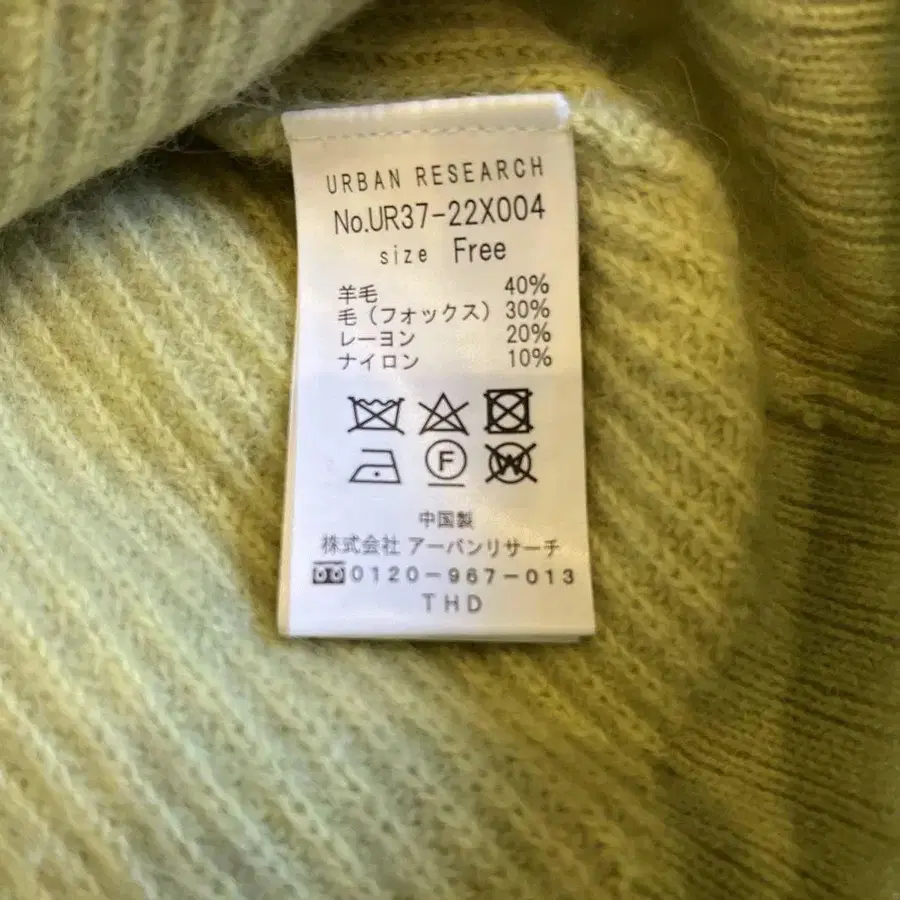 URBAN RESEARCH
No.UR37-22X004
size Free
羊毛 40%
毛（フォックス） 30%
レーヨン 20%
ナイロン 10%
F W
中国製
株式会社 アーバンリサーチ
0120-967-013
THD